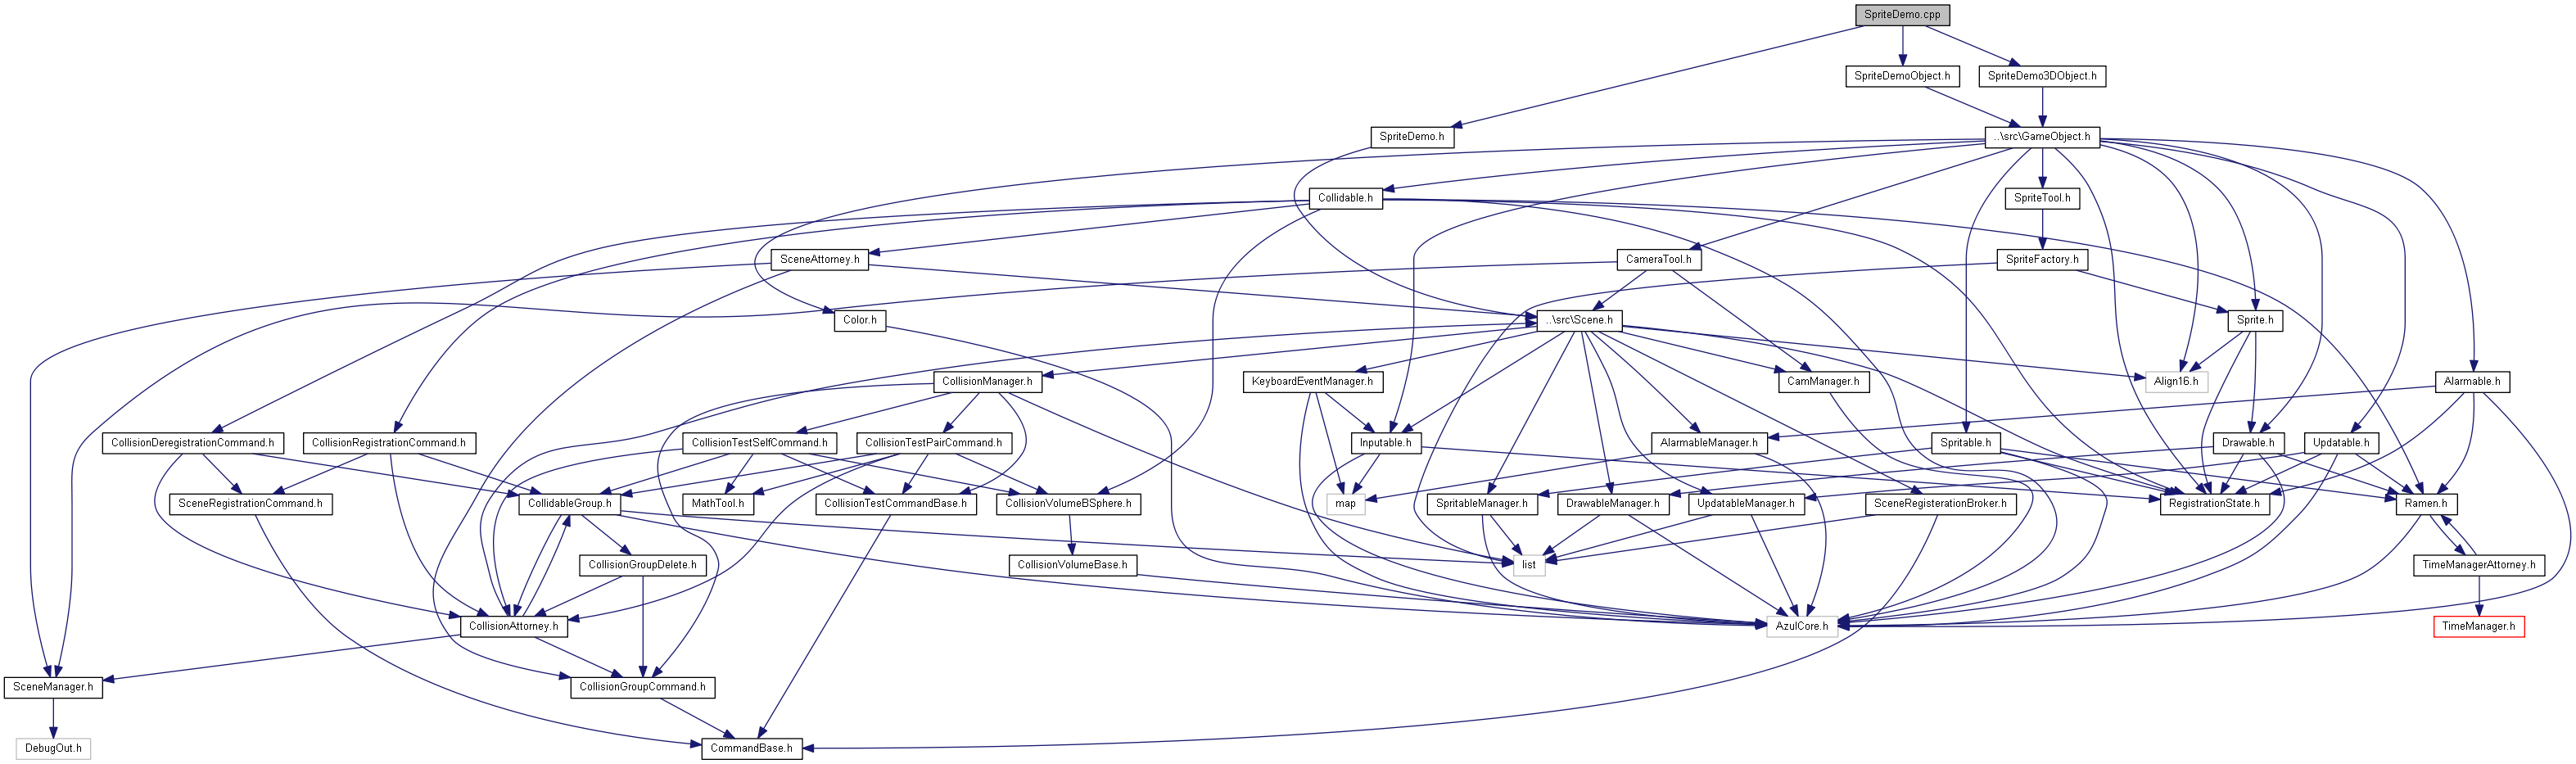 SpriteDemo.cpp
SpriteDemoObject.h
SpriteDemo3DObject.h
SpriteDemo.h
..\src\GameObject.h
Collidable.h
SpriteTool.h
SceneAttorney.h
CameraTool.h
SpriteFactory.h
Color.h
..\src\Scene.h
Sprite.h
CollisionManager.h
KeyboardEventManager.h
CamManager.h
Align16.h
Alarmable.h
CollisionDeregistrationCommand.h
CollisionRegistrationCommand.h
CollisionTestSelfCommand.h
CollisionTestPairCommand.h
Inputable.h
AlarmableManager.h
Spritable.h
Drawable.h
Updatable.h
SceneRegistrationCommand.h
CollidableGroup.h
MathTool.h
CollisionTestCommandBase.h
CollisionVolumeBSphere.h
map
SpritableManager.h
DrawableManager.h
UpdatableManager.h
SceneRegisterationBroker.h
RegistrationState.h
Ramen.h
CollisionGroupDelete.h
CollisionVolumeBase.h
list
TimeManagerAttorney.h
CollisionAttorney.h
AzulCore.h
TimeManager.h
SceneManager.h
CollisionGroupCommand.h
DebugOut.h
CommandBase.h